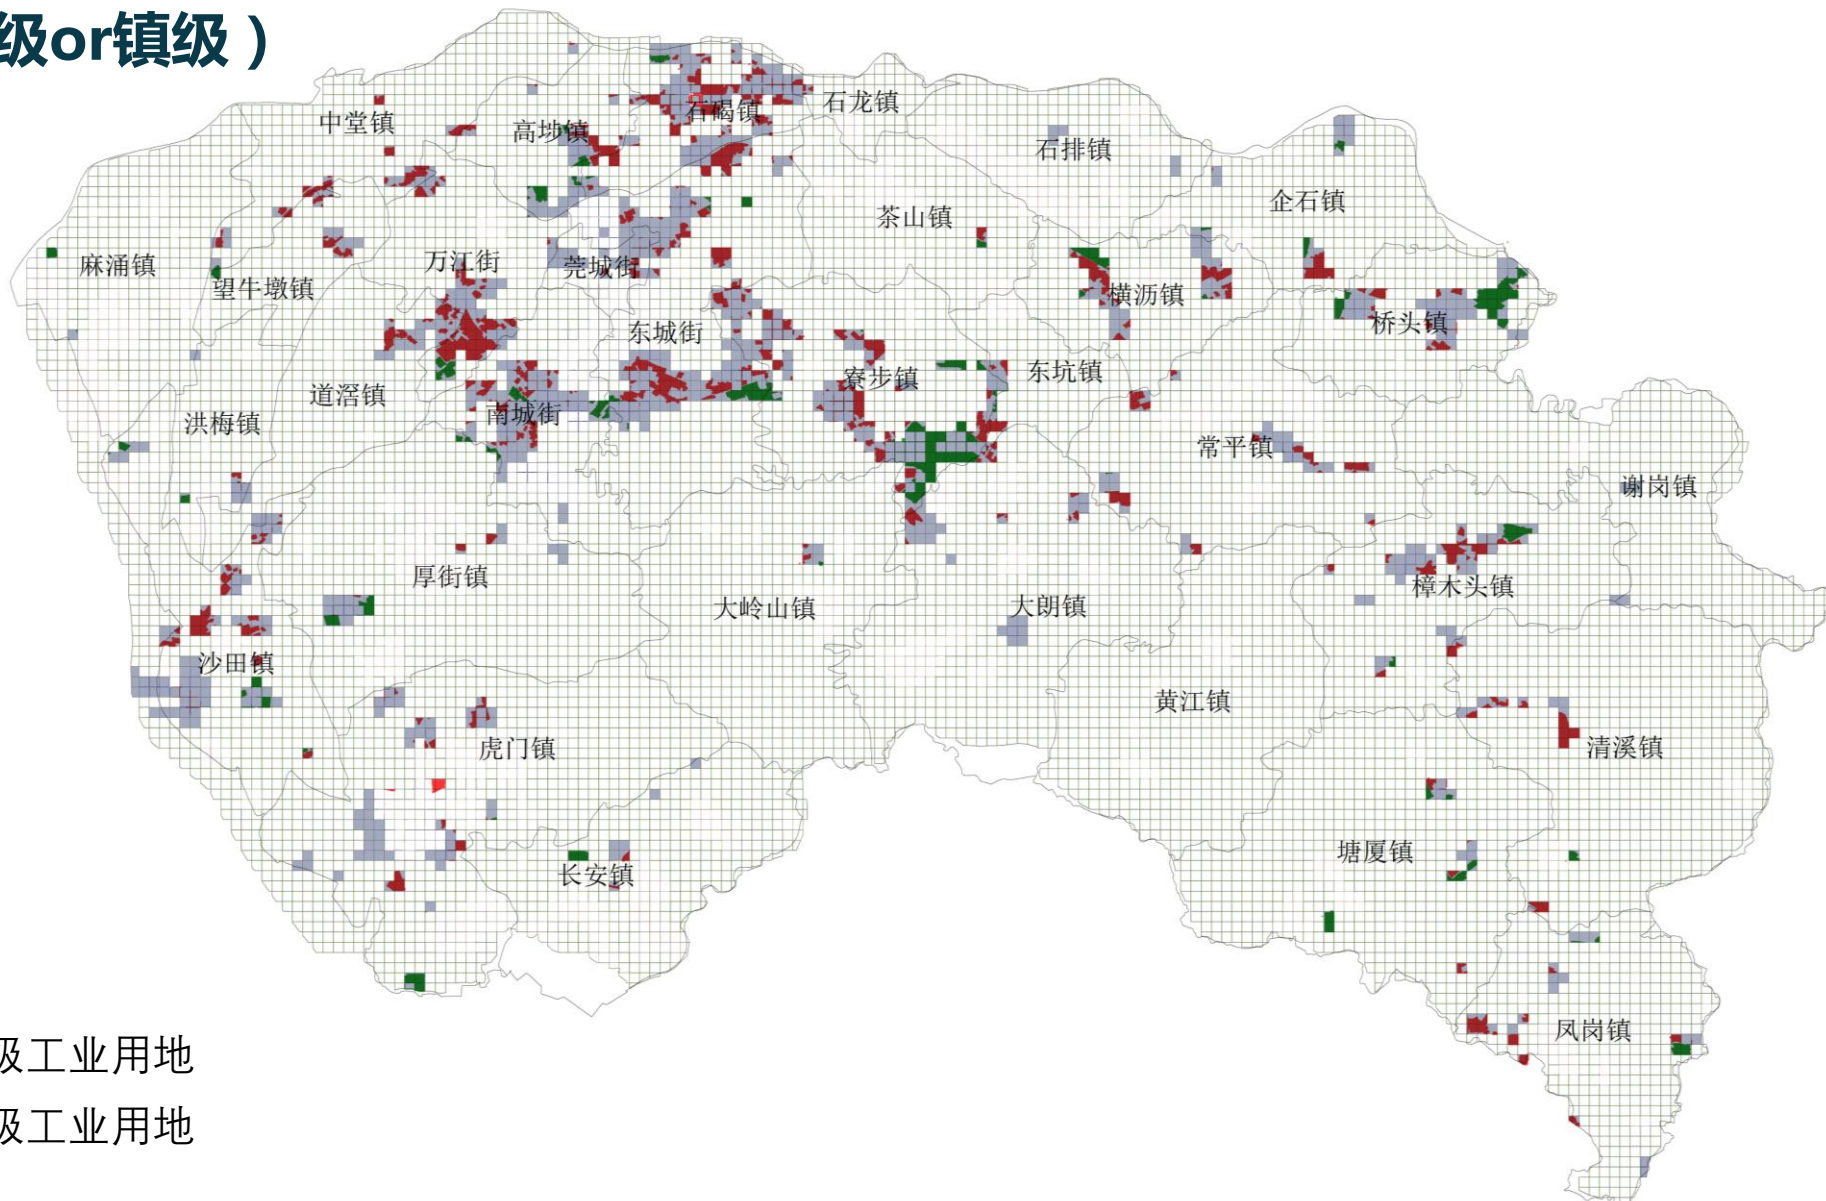 级or镇级）
石龙镇
中堂镇
石碣镇
高埗镇
石排镇
企石镇
茶山镇
麻涌镇
万江街
莞城街
望牛墩镇
横沥镇
桥头镇
东城街
寮步镇
东坑镇
道滘镇
南城街
洪梅镇
常平镇
谢岗镇
厚街镇
樟木头镇
大岭山镇
大朗镇
沙田镇
黄江镇
虎门镇
清溪镇
塘厦镇
长安镇
凤岗镇
级工业用地
级工业用地